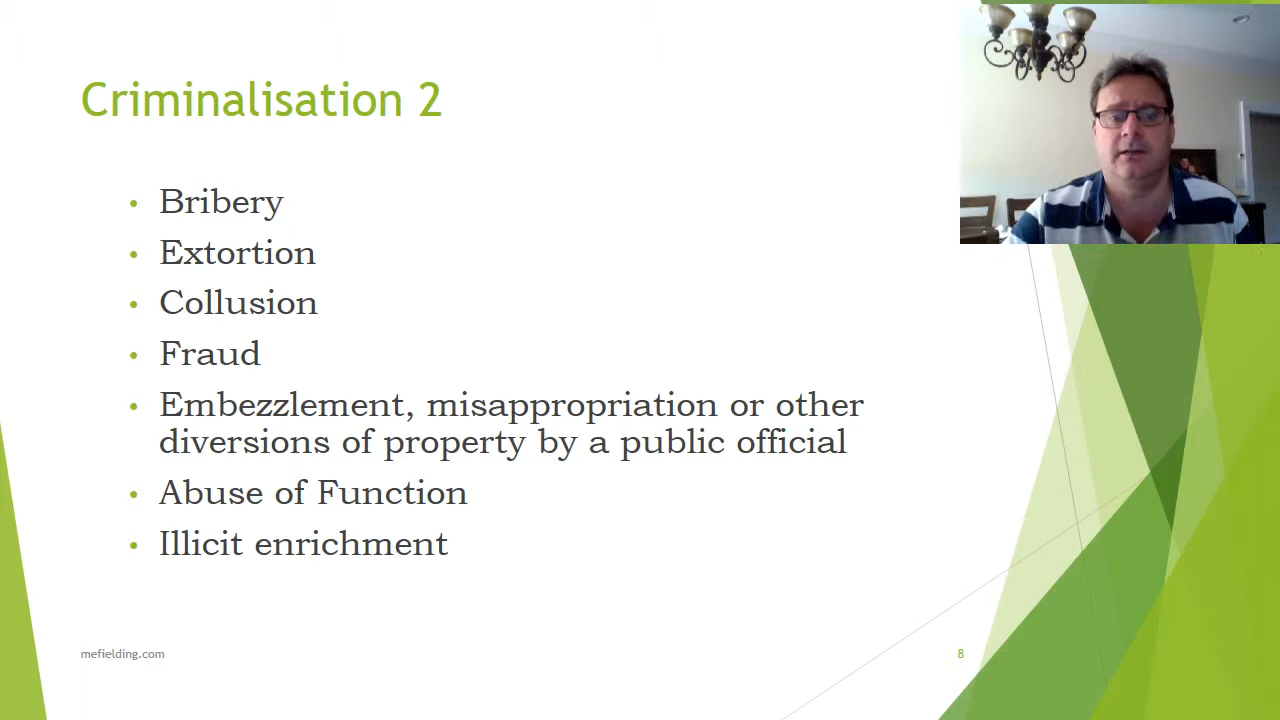 Criminalisation 2
• Bribery
• Extortion
• Collusion
• Fraud
• Embezzlement, misappropriation or other
diversions of property by a public official
• Abuse of Function
• Illicit enrichment
mefielding.com
8